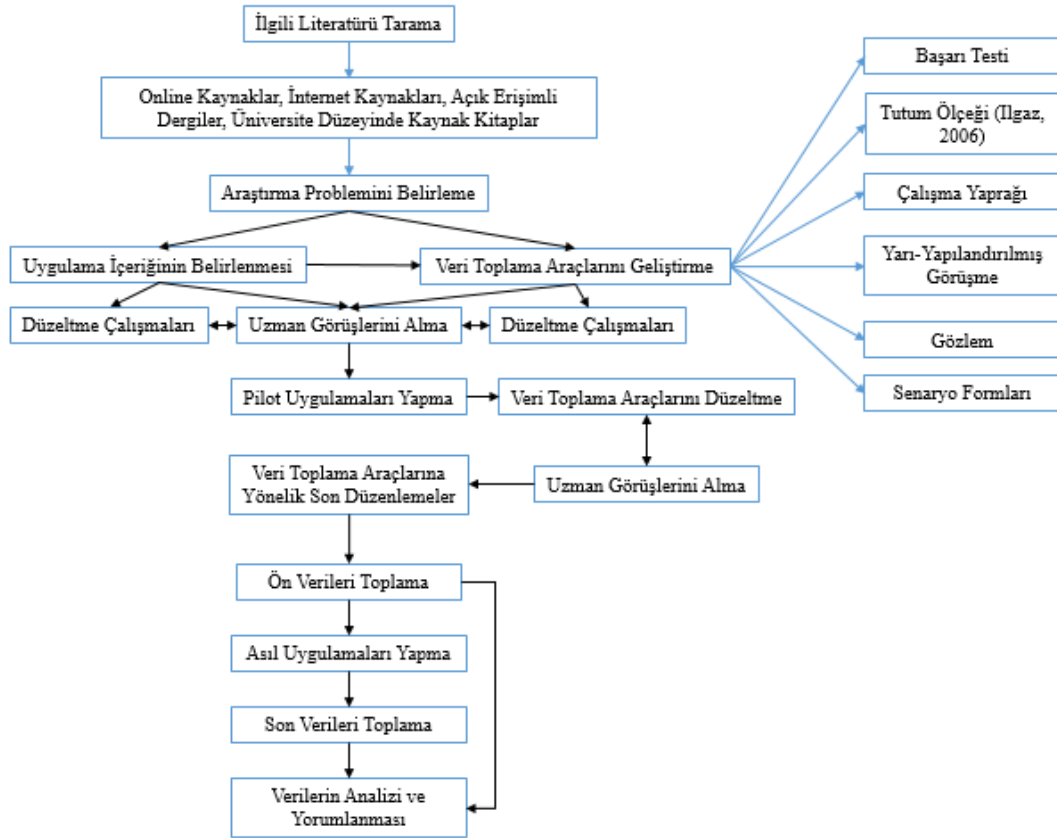 İlgili Literatürü Tarama
Online Kaynaklar, İnternet Kaynakları, Açık Erişimli
Dergiler, Üniversite Düzeyinde Kaynak Kitaplar
Araştırma Problemini Belirleme
Uygulama İçeriğinin Belirlenmesi
Veri Toplama Araçlarını Geliştirme
Düzeltme Çalışmaları
Uzman Görüşlerini Alma
Düzeltme Çalışmaları
Pilot Uygulamaları Yapma
Veri Toplama Araçlarını Düzeltme
Veri Toplama Araçlarına
Yönelik Son Düzenlemeler
Uzman Görüşlerini Alma
Ön Verileri Toplama
Asıl Uygulamaları Yapma
Son Verileri Toplama
Verilerin Analizi ve
Yorumlanması
Başarı Testi
Tutum Ölçeği (Ilgaz,
2006)
Çalışma Yaprağı
Yarı-Yapılandırılmış
Görüşme
Gözlem
Senaryo Formları